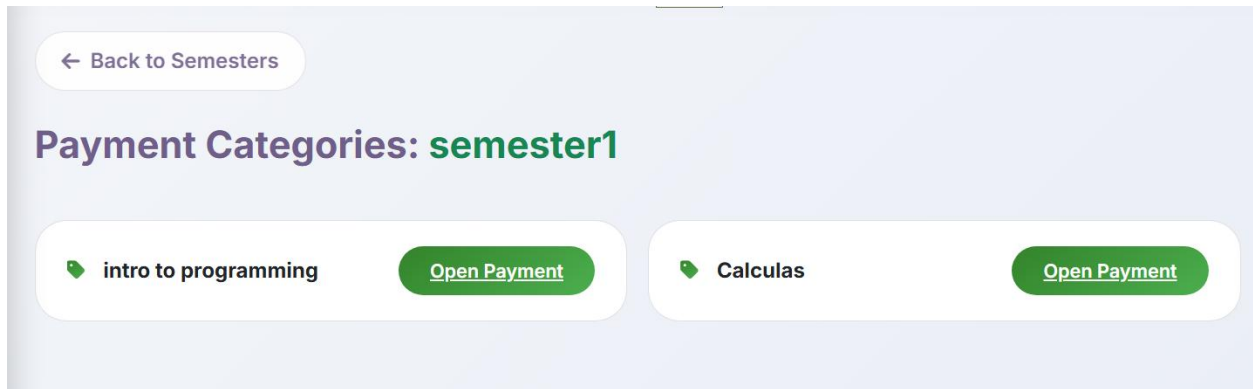 Back to Semesters
Payment Categories: semester1
intro to programming
Open Payment
Calculas
Open Payment